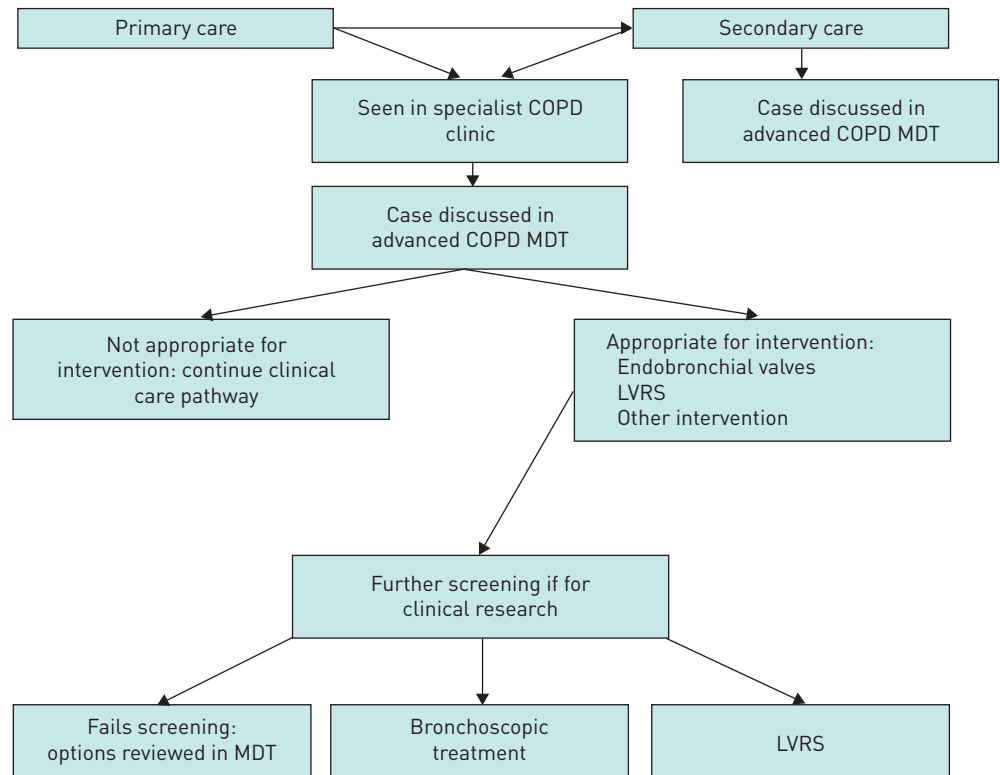 Primary care
Secondary care
Seen in specialist COPD
clinic
Case discussed in
advanced COPD MDT
Case discussed in
advanced COPD MDT
Not appropriate for
intervention: continue clinical
care pathway
Appropriate for intervention:
Endobronchial valves
LVRS
Other intervention
Further screening if for
clinical research
Fails screening:
options reviewed in MDT
Bronchoscopic
treatment
LVRS